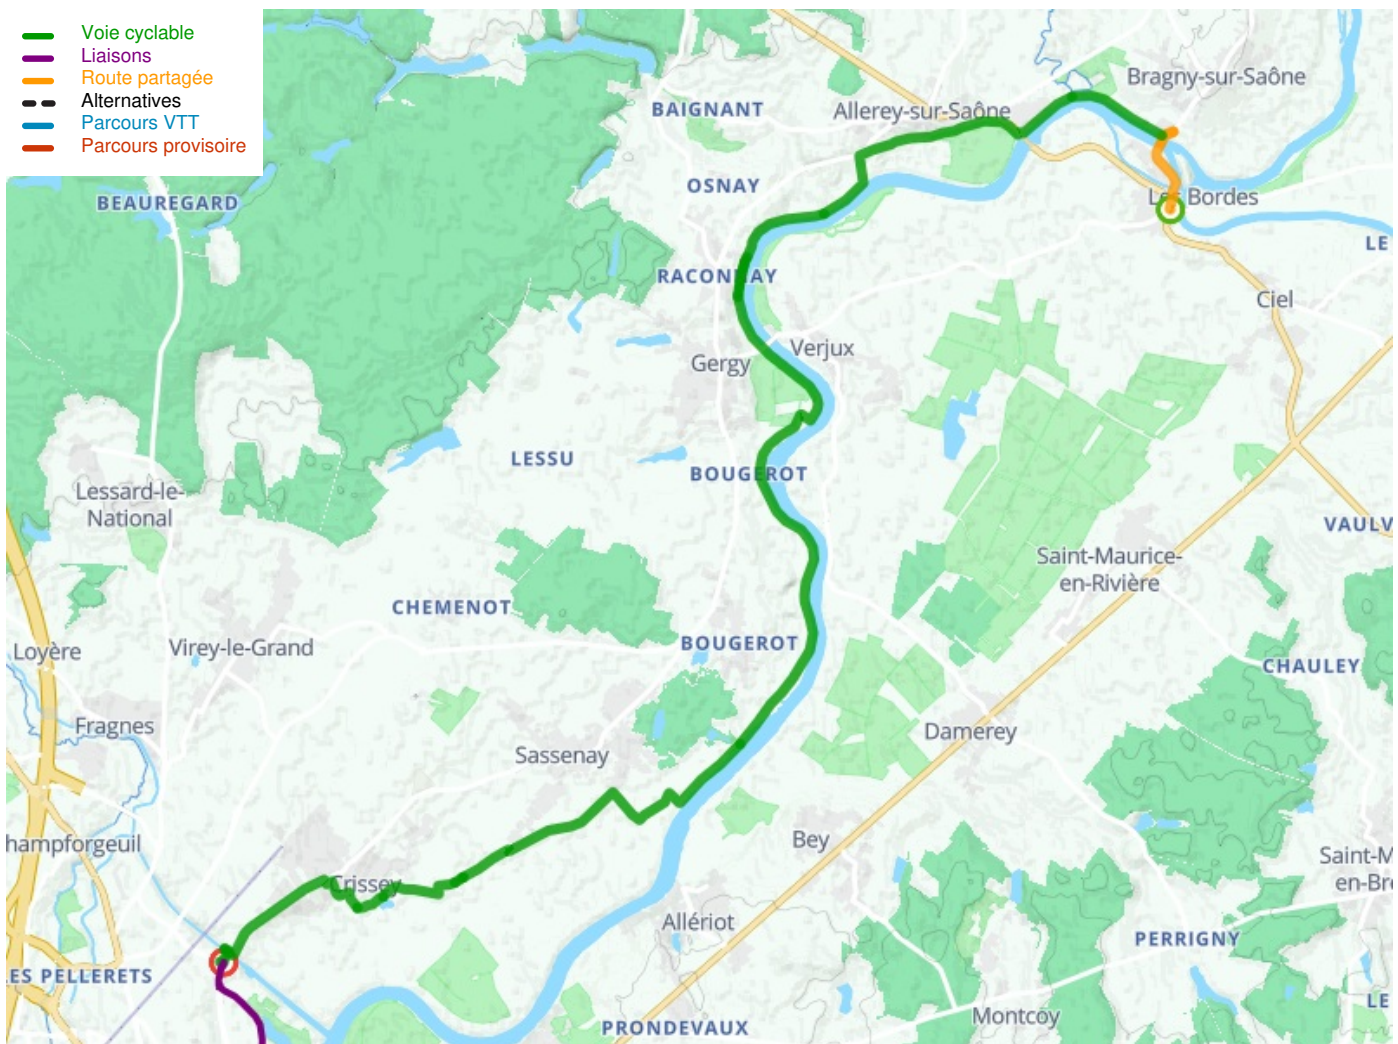 Voie cyclable
Liaisons
Route partagée
Alternatives
Parcours VTT
Parcours provisoire
Bragny-sur-Saône
BAIGNANT
Allerey-sur-Saône
OSNAY
BEAUREGARD
Les Bordes
LE
RACONNAY
Ciel
Verjux
Gergy
LESSU
BOUGEROT
Lessard-le-
National
VAULV
Saint-Maurice-
en-Rivière
CHEMENOT
BOUGEROT
Loyère
Virey-le-Grand
CHAULEY
Fragnes
Damerey
Sassenay
Bey
hampforgeuil
Saint-M
en-Bre
Crissey
Allériot
PERRIGNY
ES PELLERETS
LE
Montcoy
PRONDEVAUX